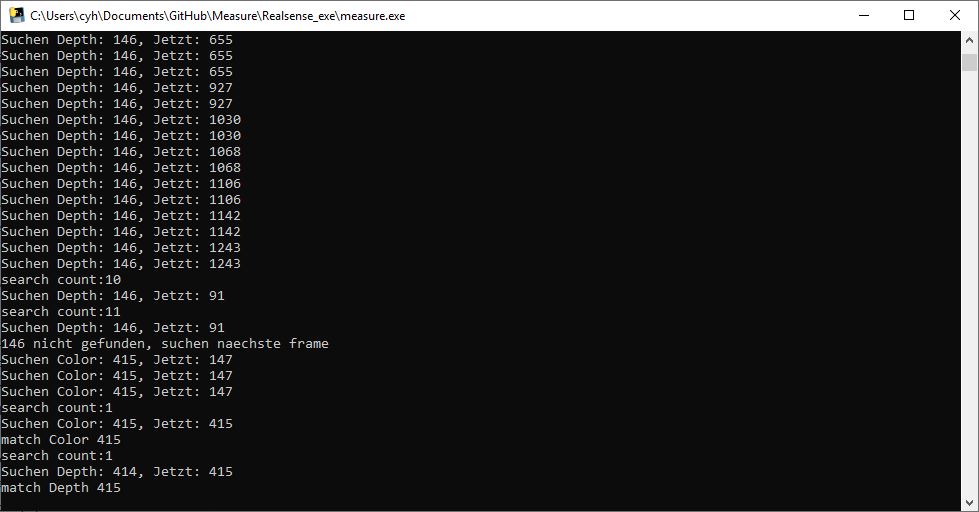 C:\Users\cyh\Documents\GitHub\Measure\Realsense_exe\measure.exe
Suchen Depth: 146, Jetzt: 655
Suchen Depth: 146, Jetzt: 655
Suchen Depth: 146, Jetzt: 655
Suchen Depth: 146, Jetzt: 927
Suchen Depth: 146, Jetzt: 927
Suchen Depth: 146, Jetzt: 1030
Suchen Depth: 146, Jetzt: 1030
Suchen Depth: 146, Jetzt: 1068
Suchen Depth: 146, Jetzt: 1068
Suchen Depth: 146, Jetzt: 1106
Suchen Depth: 146, Jetzt: 1106
Suchen Depth: 146, Jetzt: 1142
Suchen Depth: 146, Jetzt: 1142
Suchen Depth: 146, Jetzt: 1243
Suchen Depth: 146, Jetzt: 1243
search count:10
Suchen Depth: 146, Jetzt: 91
search count:11
Suchen Depth: 146, Jetzt: 91
146 nicht gefunden, suchen naechste frame
Suchen Color: 415, Jetzt: 147
Suchen Color: 415, Jetzt: 147
Suchen Color: 415, Jetzt: 147
search count:1
Suchen Color: 415, Jetzt: 415
match Color 415
search count:1
Suchen Depth: 414, Jetzt: 415
match Depth 415